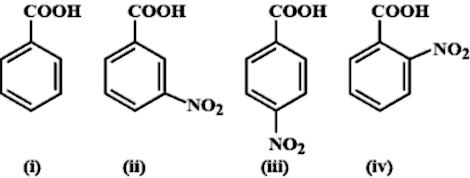 COOH COOH COOH COOH
NO₂
NO₂
NO₂
(i) (ii) (iii) (iv)